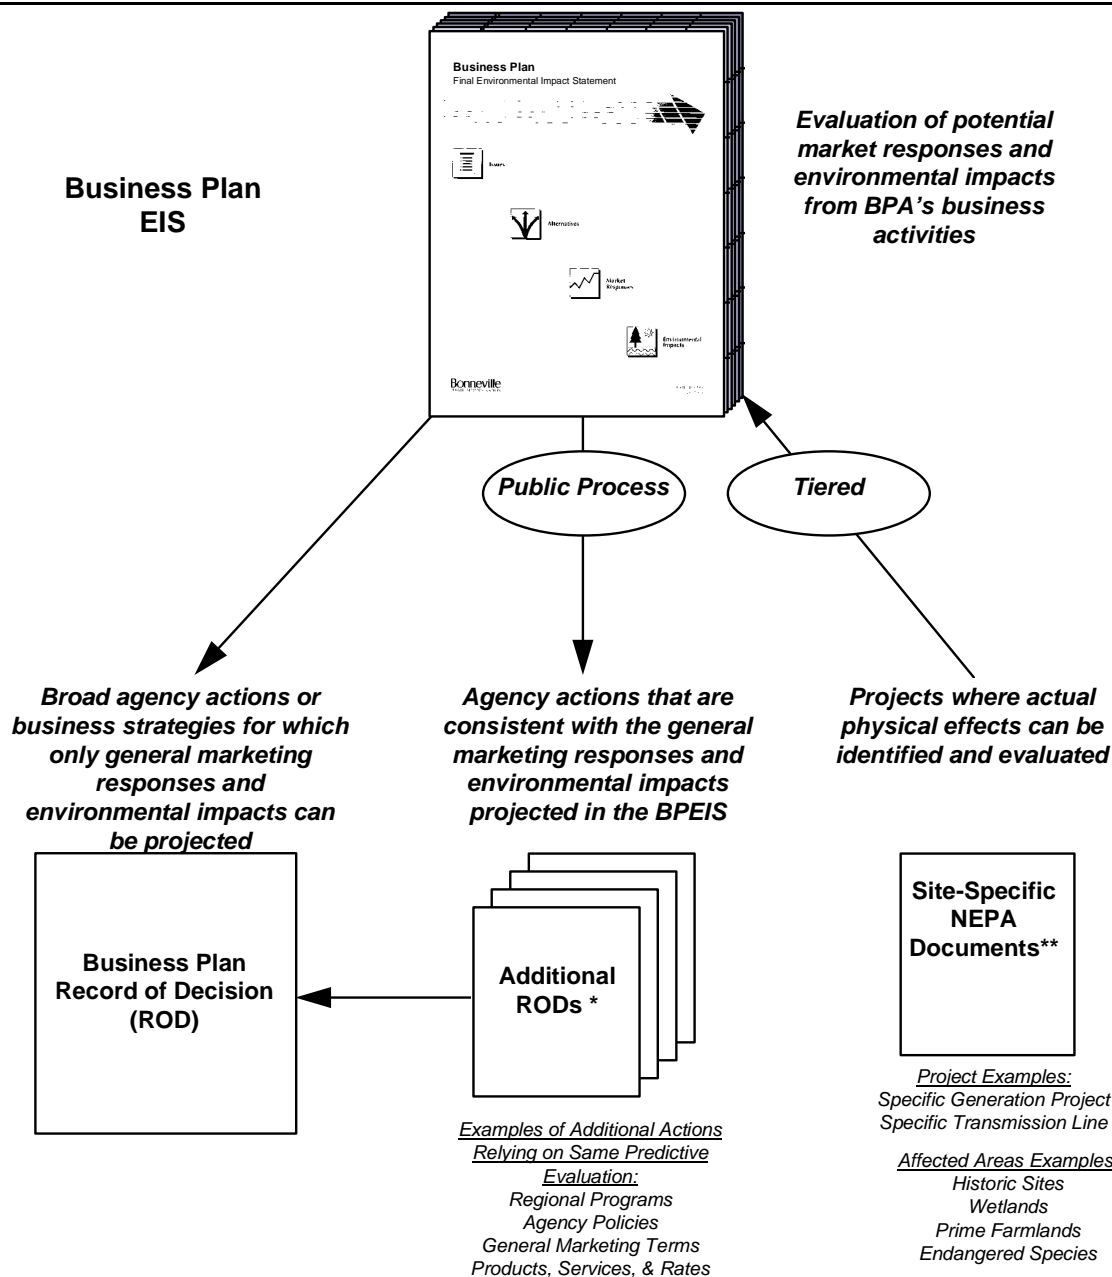 Business Plan
Final Environmental Impact Statement
Issues
Alternatives
Market
Responses
Environmental
Impacts
Bonneville
Business Plan
EIS
Evaluation of potential
market responses and
environmental impacts
from BPA's business
activities
Public Process
Tiered
Broad agency actions or
business strategies for which
only general marketing
responses and
environmental impacts can
be projected
Agency actions that are
consistent with the general
marketing responses and
environmental impacts
projected in the BPEIS
Projects where actual
physical effects can be
identified and evaluated
Business Plan
Record of Decision
(ROD)
Additional
RODs *
Site-Specific
NEPA
Documents**
Examples of Additional Actions
Relying on Same Predictive
Evaluation:
Regional Programs
Agency Policies
General Marketing Terms
Products, Services, & Rates
Project Examples:
Specific Generation Project
Specific Transmission Line
Affected Areas Examples
Historic Sites
Wetlands
Prime Farmlands
Endangered Species